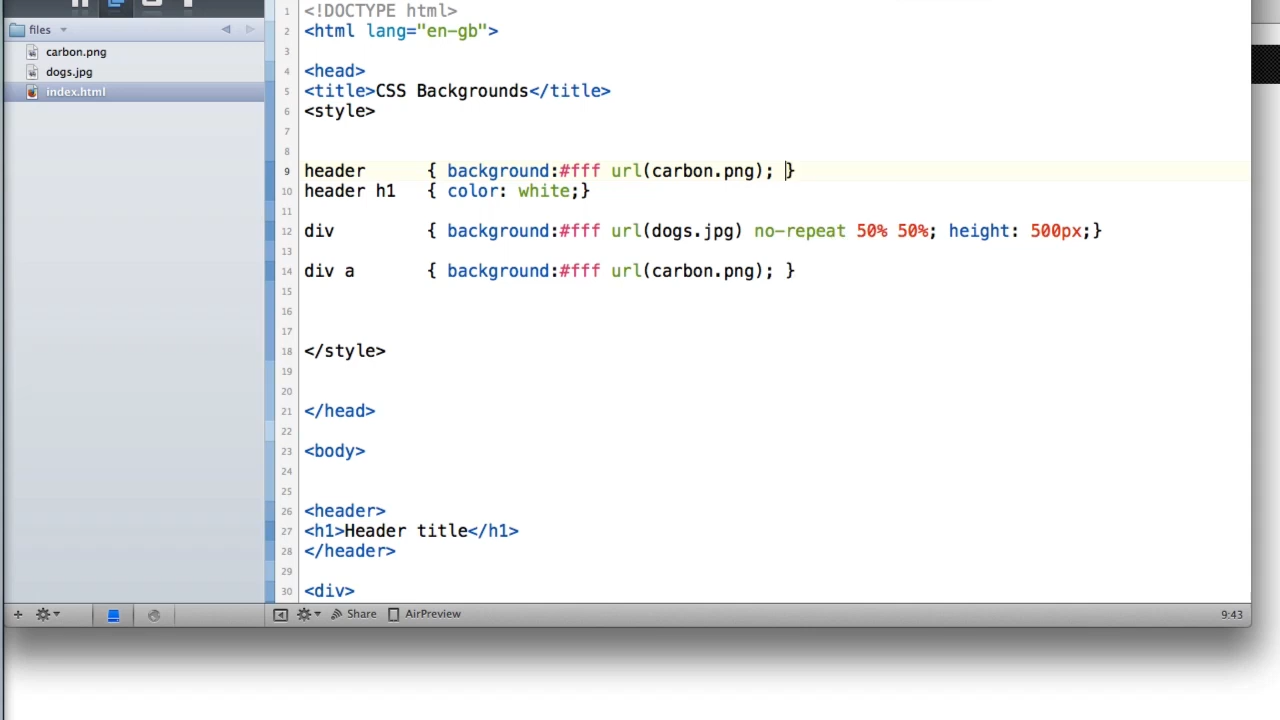 files
carbon.png
dogs.jpg
index.html
1 <!DOCTYPE html>
2 <html lang="en-gb">
3
4 <head>
5 <title>CSS Backgrounds</title>
6 <style>
7
8
9 header { background:#fff url(carbon.png); }
10 header h1 { color: white;}
11
12 div { background:#fff url(dogs.jpg) no-repeat 50% 50%; height: 500px;}
13
14 div a { background:#fff url(carbon.png); }
15
16
17
18 </style>
19
20
21 </head>
22
23 <body>
24
25
26 <header>
27 <h1>Header title</h1>
28 </header>
29
30 <div>
Share AirPreview 9:43